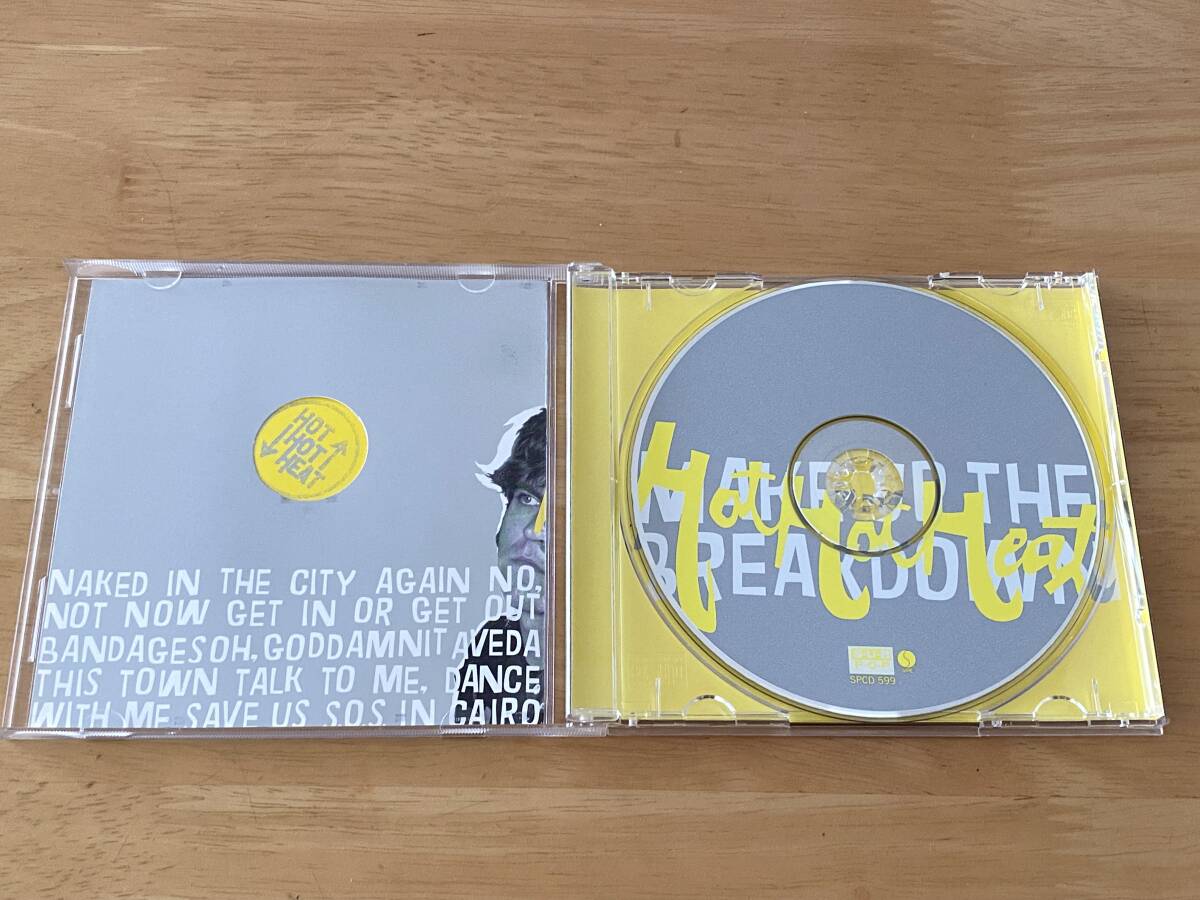 HOT
HOT
HEAT
NAKED IN THE CITY AGAIN NO,
NOT NOW GET IN OR GET OUT
BANDAGES OH, GODDAMNIT AVEDA
THIS TOWN TALK TO ME, DANCE
WITH ME SAVE US S.O.S. IN CAIRO
MAKE UP THE
BREAKDOWN
Hot Hot Heat
SUB
POP
SPCD 599